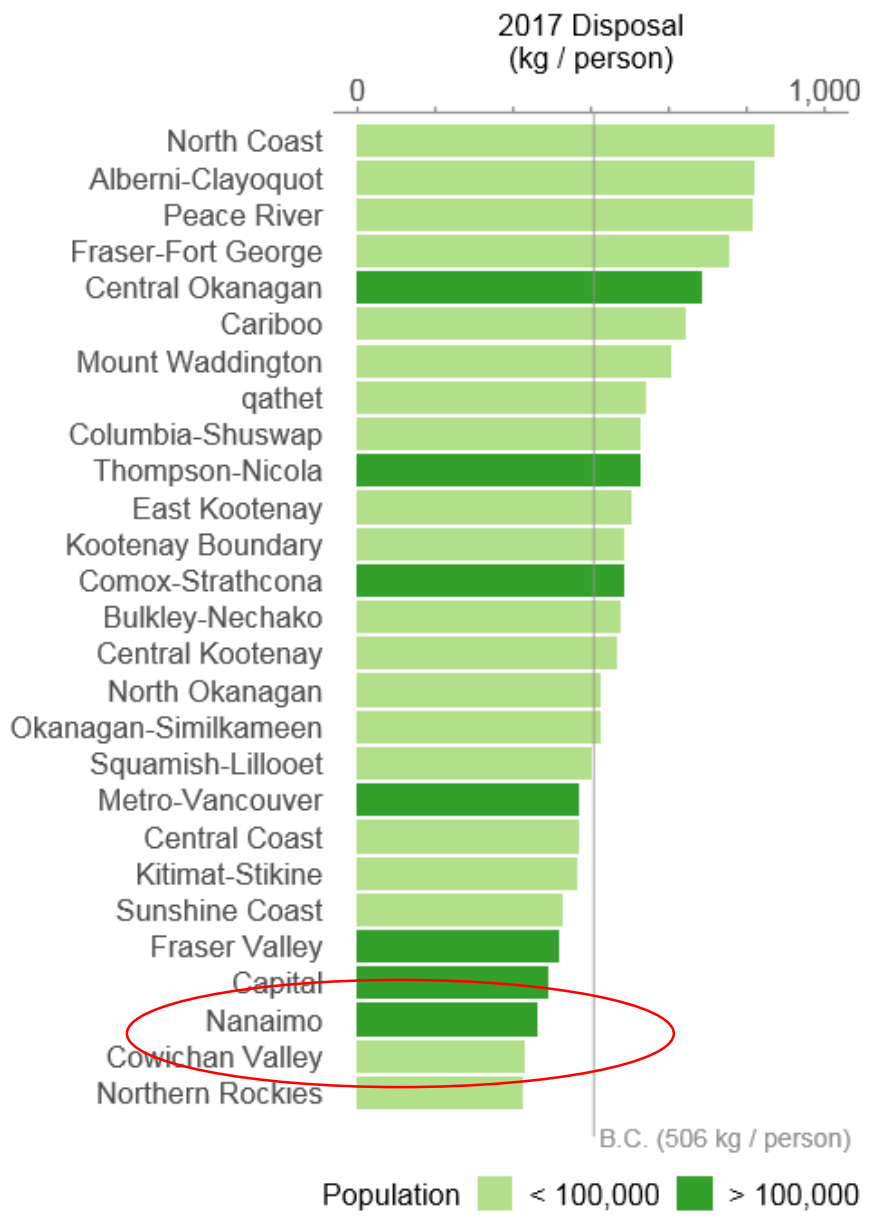 2017 Disposal
(kg / person)
0 1,000
North Coast
Alberni-Clayoquot
Peace River
Fraser-Fort George
Central Okanagan
Cariboo
Mount Waddington
qathet
Columbia-Shuswap
Thompson-Nicola
East Kootenay
Kootenay Boundary
Comox-Strathcona
Bulkley-Nechako
Central Kootenay
North Okanagan
Okanagan-Similkameen
Squamish-Lillooet
Metro-Vancouver
Central Coast
Kitimat-Stikine
Sunshine Coast
Fraser Valley
Capital
Nanaimo
Cowichan Valley
Northern Rockies
B.C. (506 kg / person)
Population < 100,000 > 100,000